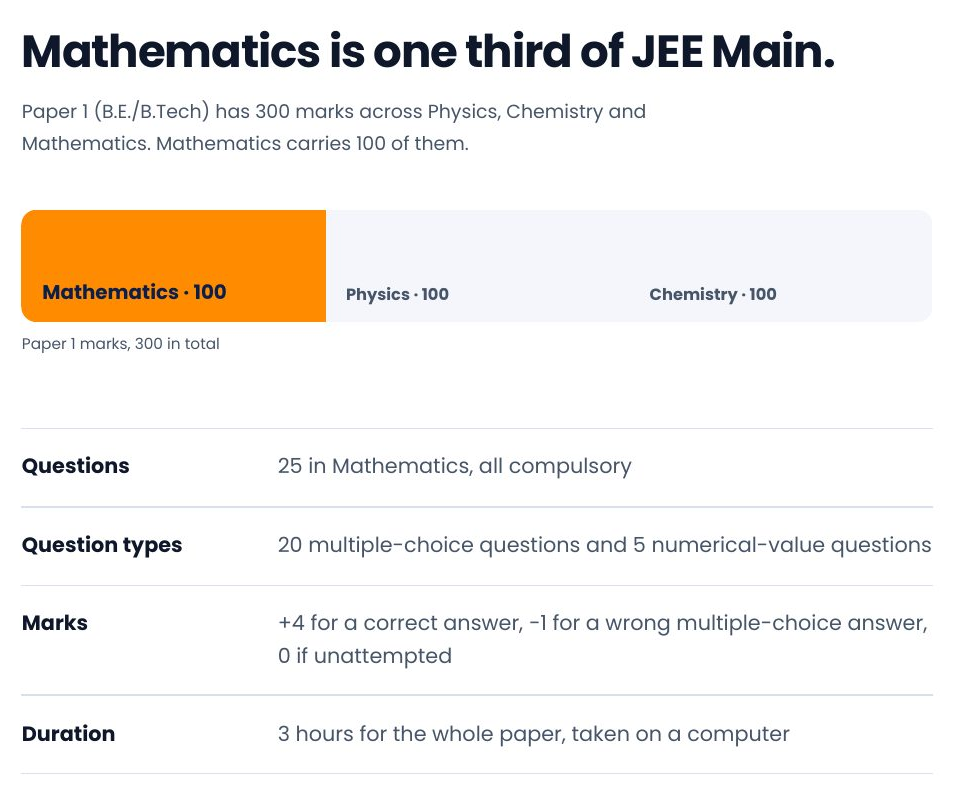 Mathematics is one third of JEE Main.
Paper 1 (B.E./B.Tech) has 300 marks across Physics, Chemistry and
Mathematics. Mathematics carries 100 of them.
Mathematics · 100
Physics · 100
Chemistry · 100
Paper 1 marks, 300 in total
Questions
25 in Mathematics, all compulsory
Question types
20 multiple-choice questions and 5 numerical-value questions
Marks
+4 for a correct answer, -1 for a wrong multiple-choice answer,
0 if unattempted
Duration
3 hours for the whole paper, taken on a computer